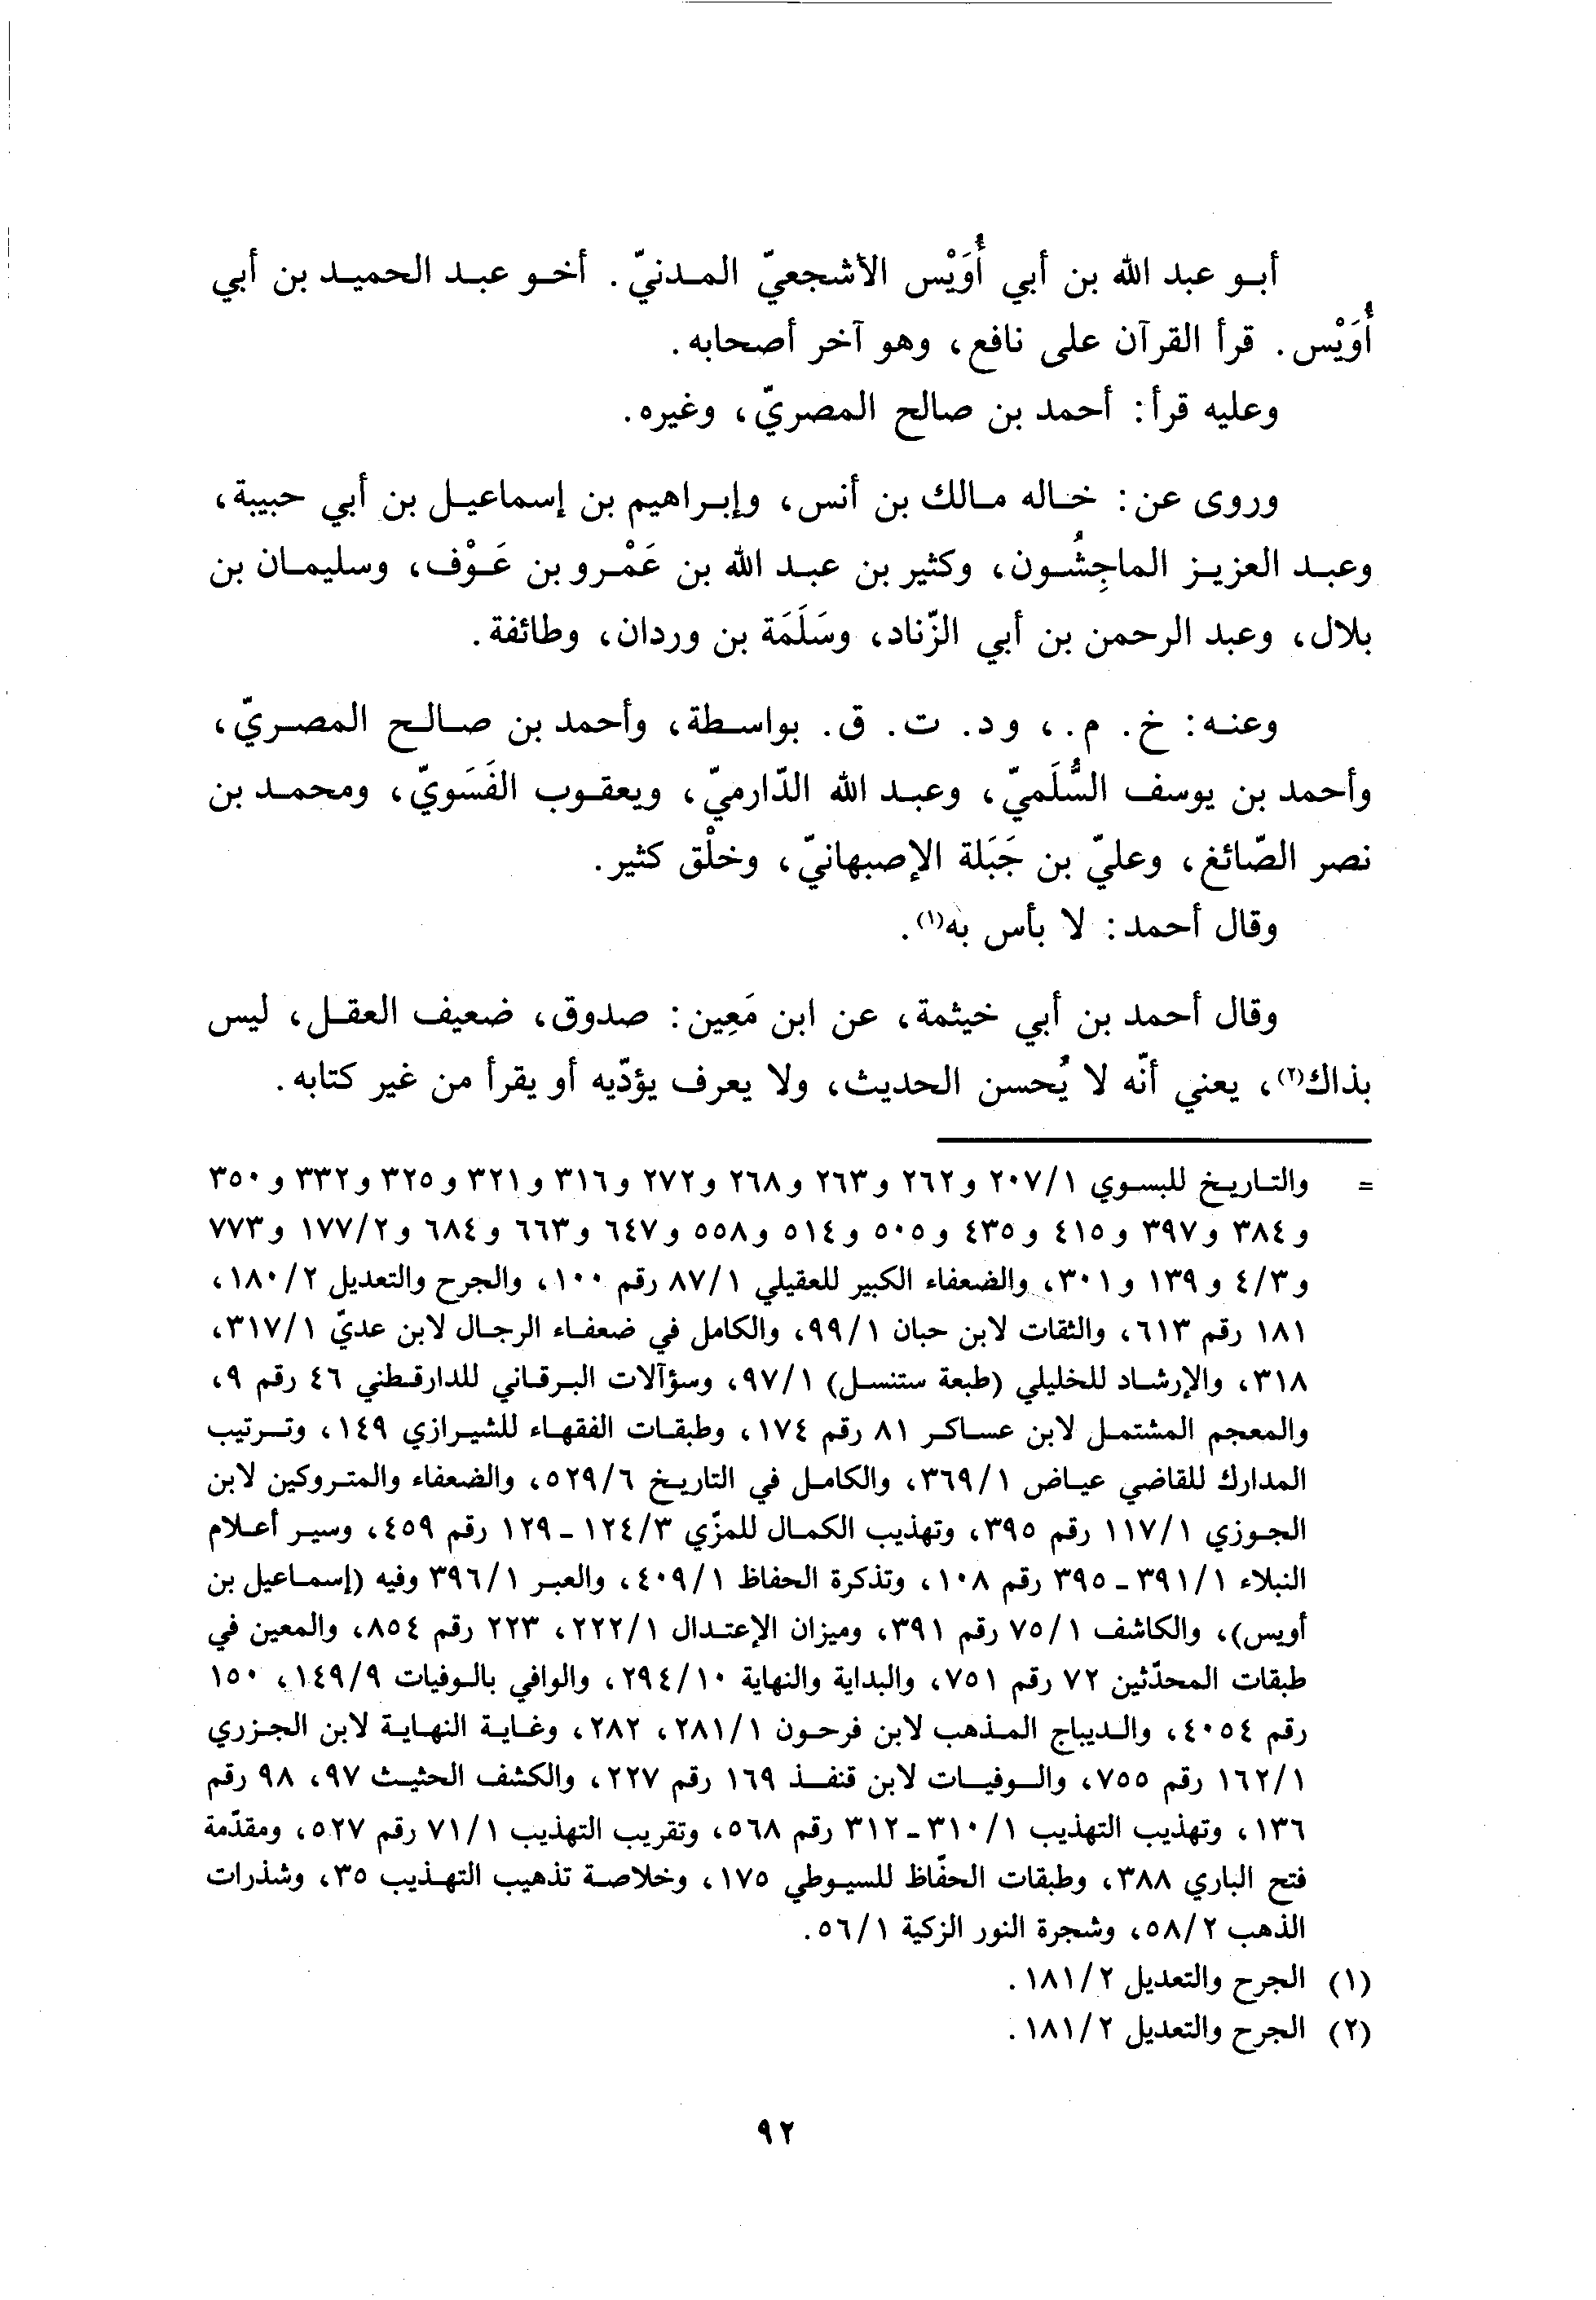 أبو عبد الله بن أبي أُوَيْس الأشجعيّ المدنيّ. أخو عبد الحميد بن أبي
أُوَيْس. قرأ القرآن على نافع، وهو آخر أصحابه.
وعليه قرأ: أحمد بن صالح المصريّ، وغيره.
وروى عن: خاله مالك بن أنس، وإبراهيم بن إسماعيل بن أبي حبيبة،
وعبد العزيز الماجِشُون، وكثير بن عبد الله بن عَمْرو بن عَوْف، وسليمان بن
بلال، وعبد الرحمن بن أبي الزّناد، وسَلَمَة بن وردان، وطائفة.
وعنه: خ. م.، ود. ت. ق. بواسطة، وأحمد بن صالح المصريّ،
وأحمد بن يوسف السُّلَميّ، وعبد الله الدّارميّ، ويعقوب الفَسَويّ، ومحمد بن
نصر الصّائغ، وعليّ بن جَبَلة الإصبهانيّ، وخلْق كثير.
وقال أحمد: لا بأس به(١).
وقال أحمد بن أبي خيثمة، عن ابن مَعِين: صدوق، ضعيف العقل، ليس
بذاك(٢)، يعني أنّه لا يُحسن الحديث، ولا يعرف يؤدّيه أو يقرأ من غير كتابه.
= والتاريخ للبسوي ٢٠٧/١ و٢٦٢ و٢٦٣ و٢٦٨ و٢٧٢ و٣١٦ و٣٢١ و٣٢٥ و٣٣٢ و٣٥٠
و٣٨٤ و٣٩٧ و٤١٥ و٤٣٥ و٥٠٥ و٥١٤ و٥٥٨ و٦٤٧ و٦٦٣ و٦٨٤ و١٧٧/٢ و٧٧٣
و٤/٣ و١٣٩ و٣٠١، والضعفاء الكبير للعقيلي ٨٧/١ رقم ١٠٠، والجرح والتعديل ١٨٠/٢،
١٨١ رقم ٦١٣، والثقات لابن حبان ٩٩/١، والكامل في ضعفاء الرجال لابن عديّ ٣١٧/١،
٣١٨، والإرشاد للخليلي (طبعة ستنسل) ٩٧/١، وسؤآلات البرقاني للدارقطني ٤٦ رقم ٩،
والمعجم المشتمل لابن عساكر ٨١ رقم ١٧٤، وطبقات الفقهاء للشيرازي ١٤٩، وترتيب
المدارك للقاضي عياض ٣٦٩/١، والكامل في التاريخ ٥٢٩/٦، والضعفاء والمتروكين لابن
الجوزي ١١٧/١ رقم ٣٩٥، وتهذيب الكمال للمزّي ١٢٤/٣ - ١٢٩ رقم ٤٥٩، وسير أعلام
النبلاء ٣٩١/١ - ٣٩٥ رقم ١٠٨، وتذكرة الحفاظ ٤٠٩/١، والعبر ٣٩٦/١ وفيه (إسماعيل بن
أويس)، والكاشف ٧٥/١ رقم ٣٩١، وميزان الإعتدال ٢٢٢/١، ٢٢٣ رقم ٨٥٤، والمعين في
طبقات المحدّثين ٧٢ رقم ٧٥١، والبداية والنهاية ٢٩٤/١٠، والوافي بالوفيات ١٤٩/٩، ١٥٠
رقم ٤٠٥٤، والديباج المذهب لابن فرحون ٢٨١/١، ٢٨٢، وغاية النهاية لابن الجزري
١٦٢/١ رقم ٧٥٥، والوفيات لابن قنفذ ١٦٩ رقم ٢٢٧، والكشف الحثيث ٩٧، ٩٨ رقم
١٣٦، وتهذيب التهذيب ٣١٠/١ - ٣١٢ رقم ٥٦٨، وتقريب التهذيب ٧١/١ رقم ٥٢٧، ومقدّمة
فتح الباري ٣٨٨، وطبقات الحفّاظ للسيوطي ١٧٥، وخلاصة تذهيب التهذيب ٣٥، وشذرات
الذهب ٥٨/٢، وشجرة النور الزكية ٥٦/١.
(١) الجرح والتعديل ١٨١/٢.
(٢) الجرح والتعديل ١٨١/٢.
٩٢